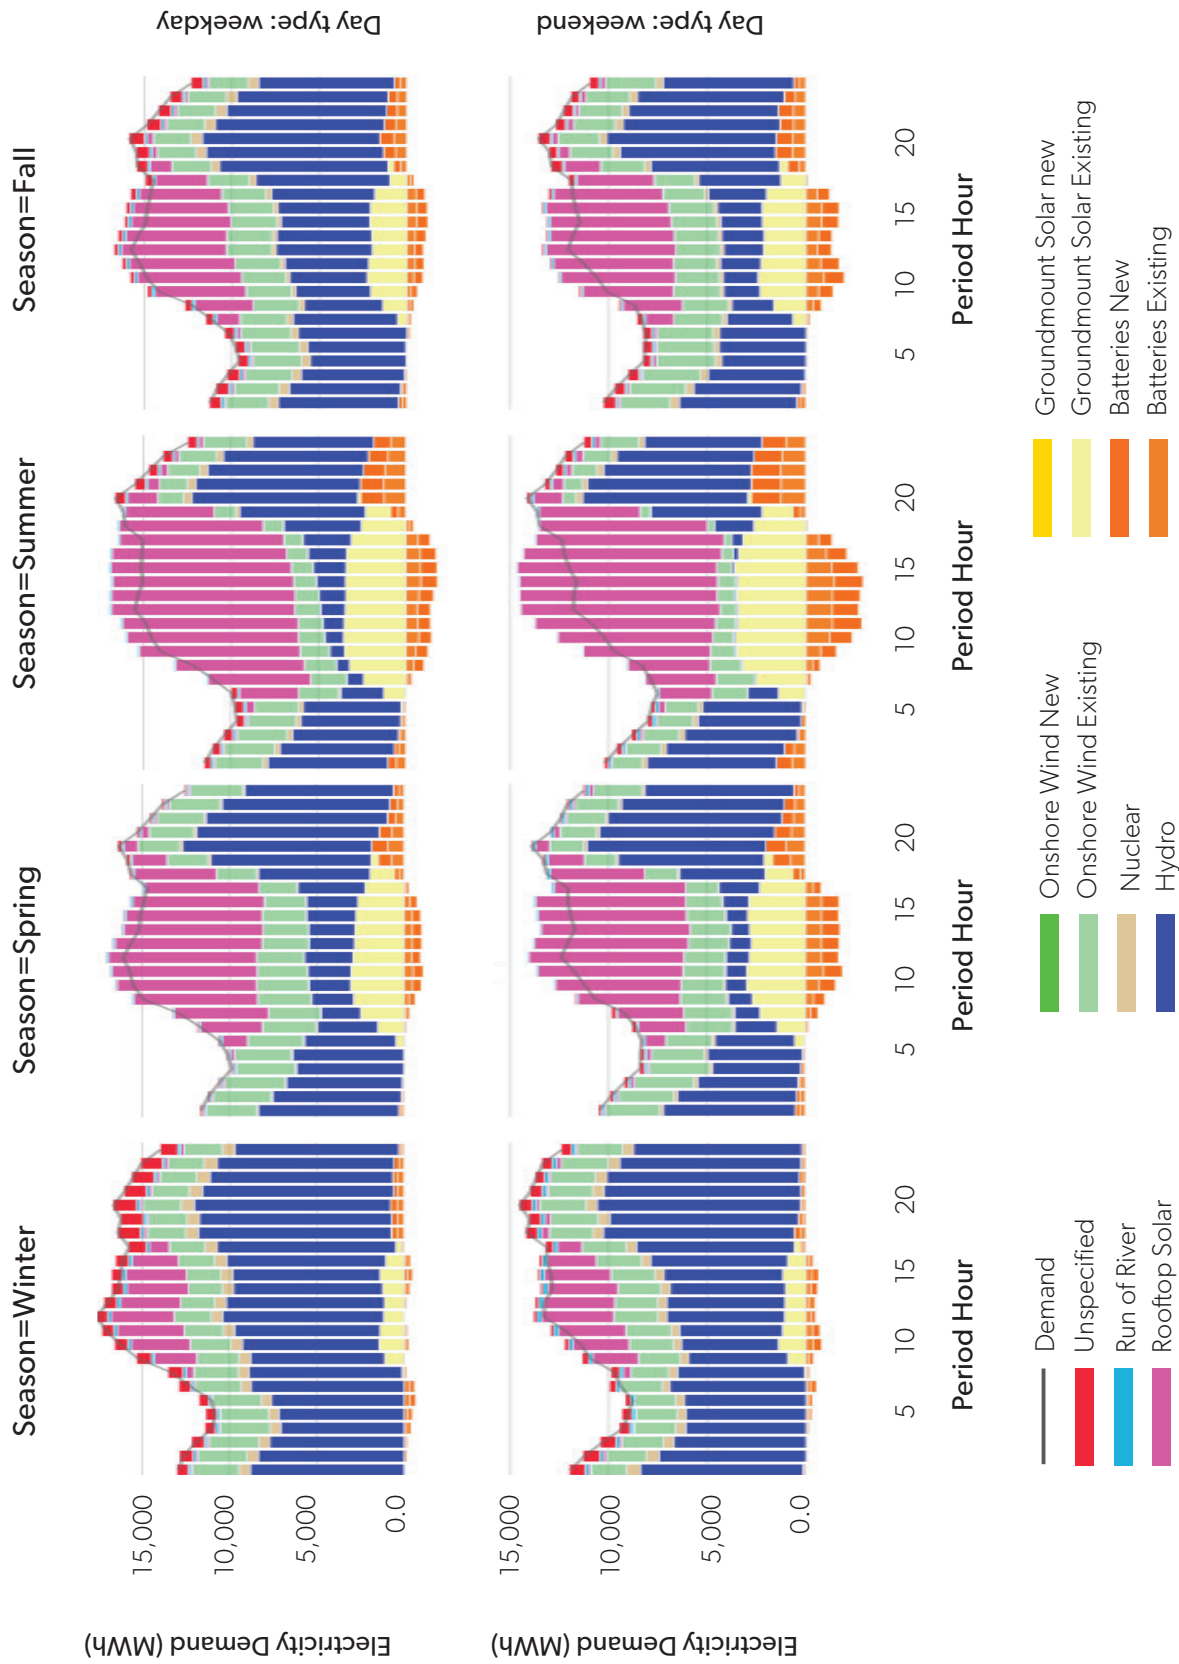 Season=Winter
Season=Spring
Season=Summer
Season=Fall
Electricity Demand (MWh)
15,000
10,000
5,000
0.0
Day type: weekday
Electricity Demand (MWh)
15,000
10,000
5,000
0.0
Day type: weekend
5
10
15
20
5
10
15
20
5
10
15
20
5
10
15
20
Period Hour
Period Hour
Period Hour
Period Hour
Demand
Unspecified
Run of River
Rooftop Solar
Onshore Wind New
Onshore Wind Existing
Nuclear
Hydro
Groundmount Solar new
Groundmount Solar Existing
Batteries New
Batteries Existing